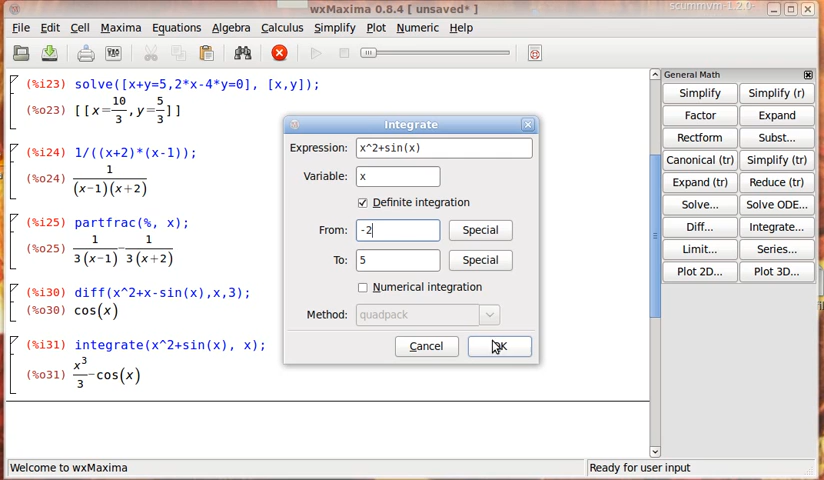 scummvm-1.2.0-
wxMaxima 0.8.4 [ unsaved* ]
File Edit Cell Maxima Equations Algebra Calculus Simplify Plot Numeric Help
(%i23) solve([x+y=5,2*x-4*y=0], [x,y]);
(%o23) [[x=10/3,y=5/3]]
(%i24) 1/((x+2)*(x-1));
(%o24) 1/((x-1)(x+2))
(%i25) partfrac(%, x);
(%o25) 1/(3(x-1))-1/(3(x+2))
(%i30) diff(x^2+x-sin(x),x,3);
(%o30) cos(x)
(%i31) integrate(x^2+sin(x), x);
(%o31) x^3/3-cos(x)
Integrate
Expression: x^2+sin(x)
Variable: x
Definite integration
From: -2 Special
To: 5 Special
Numerical integration
Method: quadpack
Cancel OK
General Math
Simplify Simplify (r)
Factor Expand
Rectform Subst...
Canonical (tr) Simplify (tr)
Expand (tr) Reduce (tr)
Solve... Solve ODE...
Diff... Integrate...
Limit... Series...
Plot 2D... Plot 3D...
Welcome to wxMaxima
Ready for user input